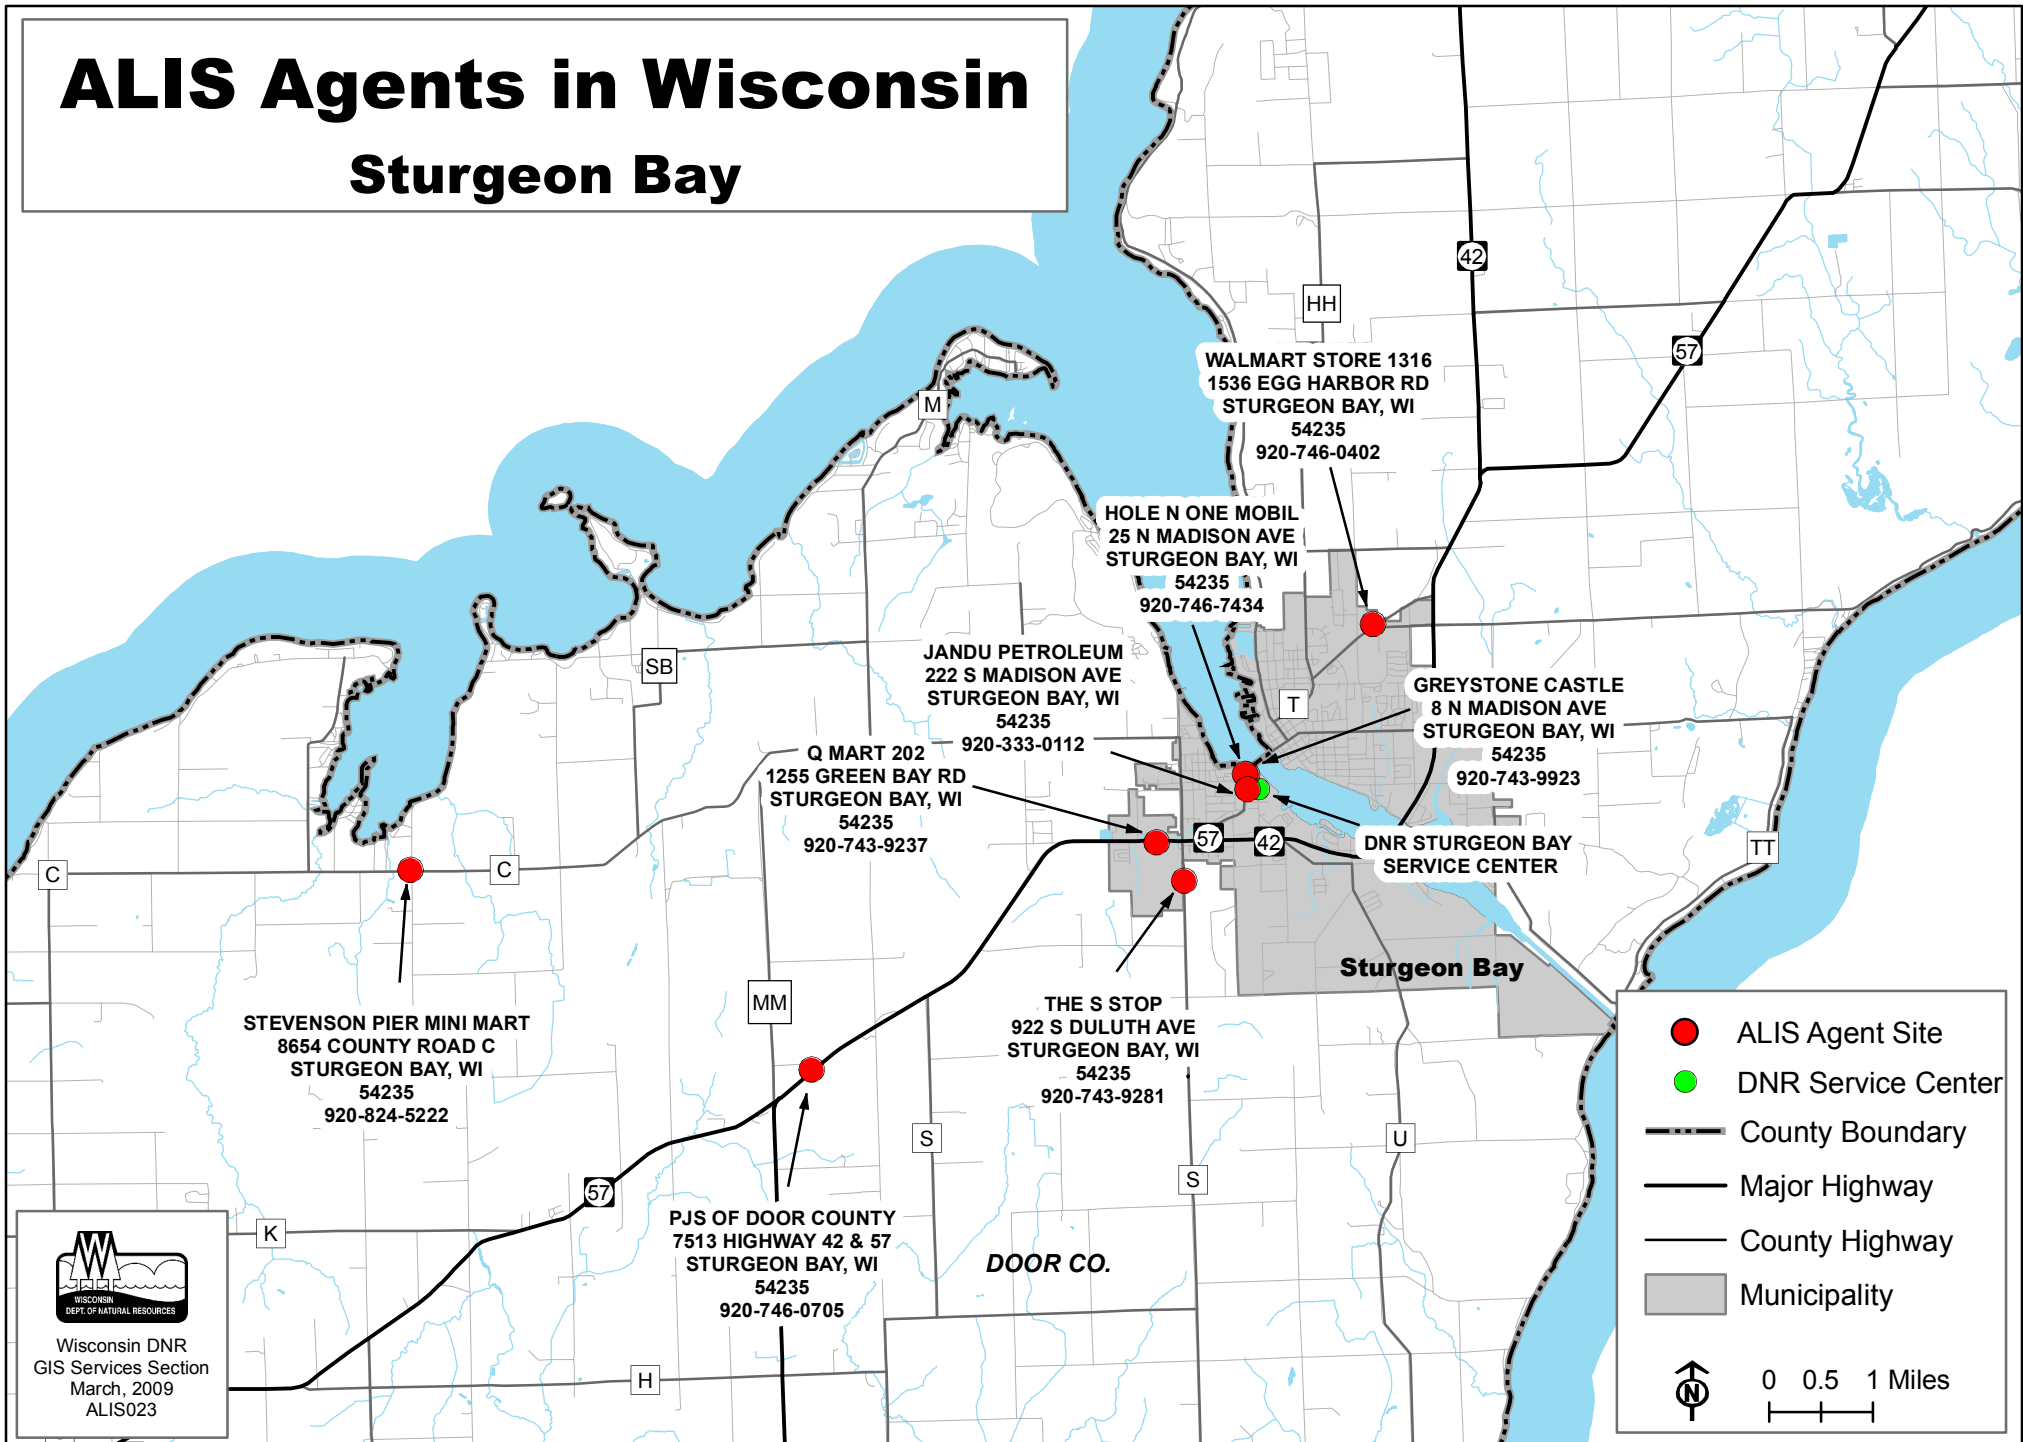 ALIS Agents in Wisconsin
Sturgeon Bay
42
HH
57
WALMART STORE 1316
1536 EGG HARBOR RD
STURGEON BAY, WI
54235
920-746-0402
M
HOLE N ONE MOBIL
25 N MADISON AVE
STURGEON BAY, WI
54235
920-746-7434
JANDU PETROLEUM
222 S MADISON AVE
STURGEON BAY, WI
54235
920-333-0112
SB
T
GREYSTONE CASTLE
8 N MADISON AVE
STURGEON BAY, WI
54235
920-743-9923
Q MART 202
1255 GREEN BAY RD
STURGEON BAY, WI
54235
920-743-9237
57
42
DNR STURGEON BAY
SERVICE CENTER
TT
C
C
Sturgeon Bay
MM
THE S STOP
922 S DULUTH AVE
STURGEON BAY, WI
54235
920-743-9281
STEVENSON PIER MINI MART
8654 COUNTY ROAD C
STURGEON BAY, WI
54235
920-824-5222
S
U
S
57
K
PJS OF DOOR COUNTY
7513 HIGHWAY 42 & 57
STURGEON BAY, WI
54235
920-746-0705
DOOR CO.
H
WISCONSIN
DEPT. OF NATURAL RESOURCES
Wisconsin DNR
GIS Services Section
March, 2009
ALIS023
ALIS Agent Site
DNR Service Center
County Boundary
Major Highway
County Highway
Municipality
N
0 0.5 1 Miles